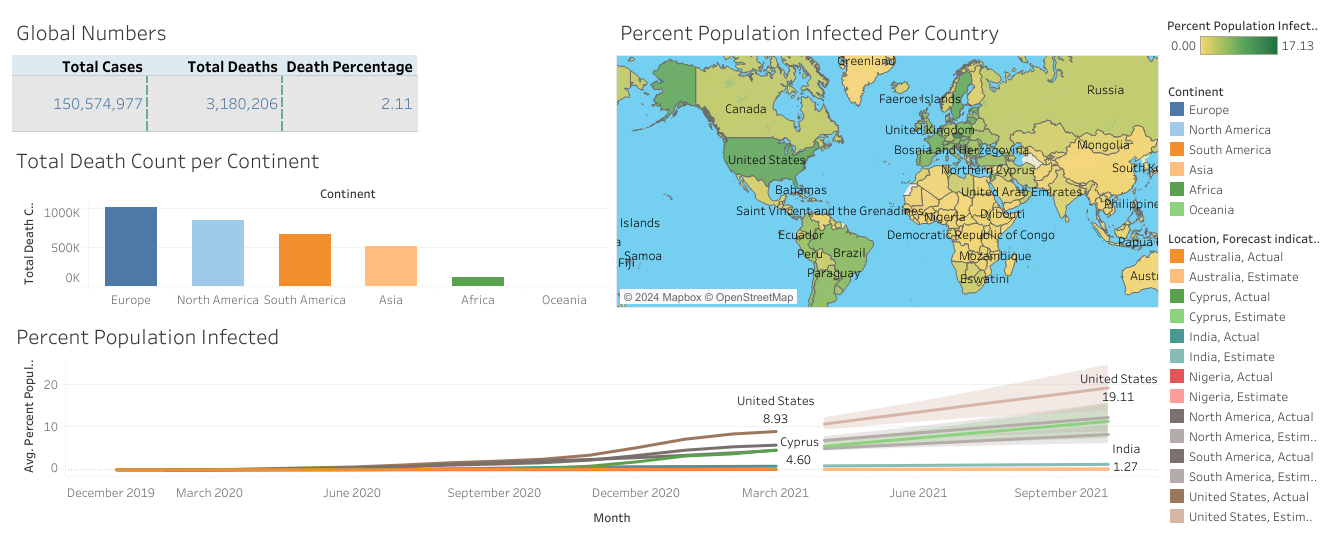 Global Numbers
Total Cases Total Deaths Death Percentage
150,574,977 3,180,206 2.11
Total Death Count per Continent
Continent
Total Death C..
1000K
500K
0K
Europe North America South America Asia Africa Oceania
Percent Population Infected Per Country
Greenland
Russia
Canada
Faeroe Islands
United Kingdom
Bosnia and Herzegovina
Mongolia
United States
Northern Cyprus
South Ko
Bahamas
United Arab Emirates
Philippine
Saint Vincent and the Grenadines
Nigeria
Djibouti
Islands
Ecuador
Democratic Republic of Congo
a
Papua
Samoa
Fiji
Peru
Brazil
Mozambique
Paraguay
Eswatini
Austr
© 2024 Mapbox © OpenStreetMap
Percent Population Infect..
0.00 17.13
Continent
Europe
North America
South America
Asia
Africa
Oceania
Location, Forecast indicat..
Australia, Actual
Australia, Estimate
Cyprus, Actual
Cyprus, Estimate
India, Actual
India, Estimate
Nigeria, Actual
Nigeria, Estimate
North America, Actual
North America, Estim..
South America, Actual
South America, Estim..
United States, Actual
United States, Estim..
Percent Population Infected
Avg. Percent Popul..
20
10
0
United States
8.93
Cyprus
4.60
United States
19.11
India
1.27
December 2019 March 2020 June 2020 September 2020 December 2020 March 2021 June 2021 September 2021
Month